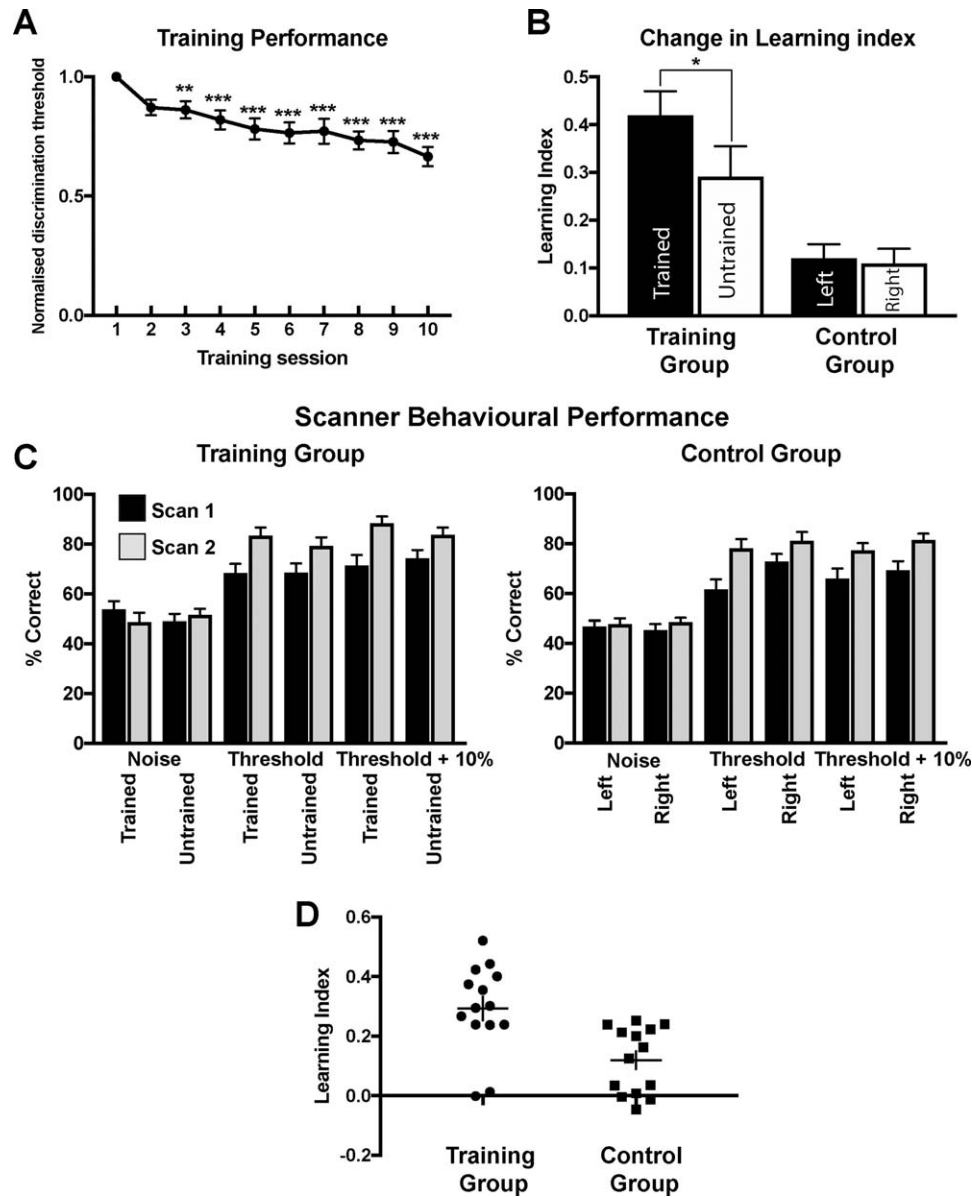 A
Training Performance
Normalised discrimination threshold
1.0
0.5
0.0
** *** *** *** *** *** *** ***
1 2 3 4 5 6 7 8 9 10
Training session
B
Change in Learning index
*
Learning Index
0.5
0.4
0.3
0.2
0.1
0.0
Trained
Untrained
Left
Right
Training
Group
Control
Group
Scanner Behavioural Performance
C
Training Group
% Correct
100
80
60
40
20
0
Scan 1
Scan 2
Noise Threshold Threshold + 10%
Trained Untrained Trained Untrained Trained Untrained
Control Group
% Correct
100
80
60
40
20
0
Noise Threshold Threshold + 10%
Left Right Left Right Left Right
D
Learning Index
0.6
0.4
0.2
0.0
-0.2
Training
Group
Control
Group